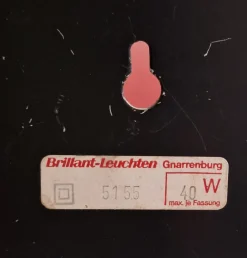 Brillant-Leuchten Gnarrenburg
5155 40 W
max. je Fassung